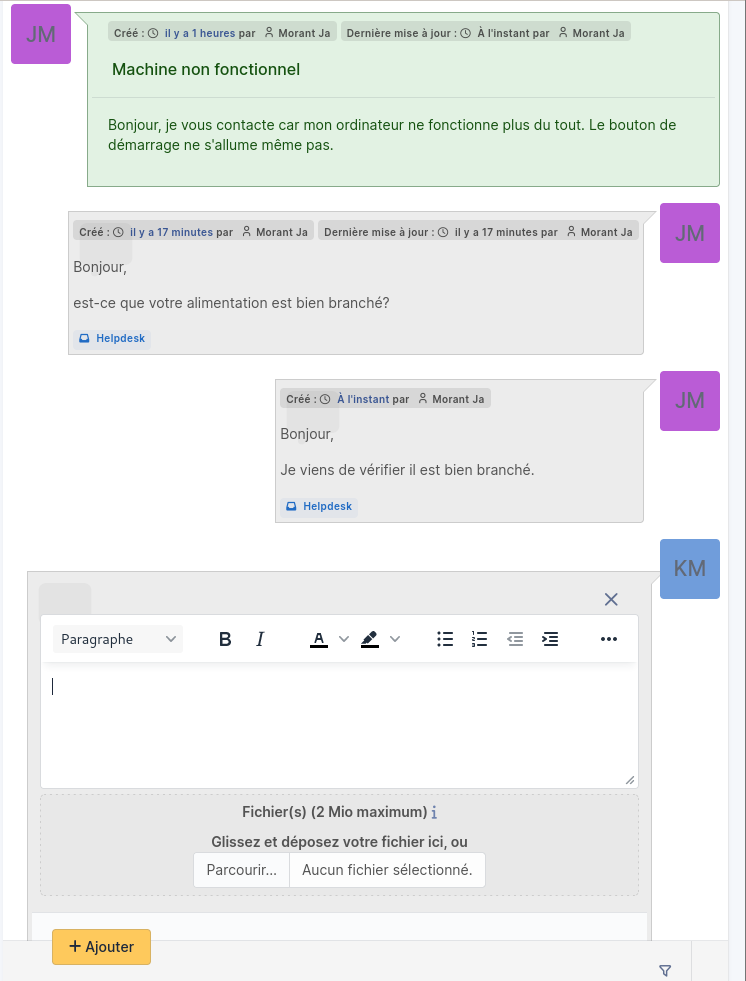 JM
Créé : il y a 1 heures par Morant Ja Dernière mise à jour : À l'instant par Morant Ja
Machine non fonctionnel
Bonjour, je vous contacte car mon ordinateur ne fonctionne plus du tout. Le bouton de
démarrage ne s'allume même pas.
JM
Créé : il y a 17 minutes par Morant Ja Dernière mise à jour : il y a 17 minutes par Morant Ja
Bonjour,
est-ce que votre alimentation est bien branché?
Helpdesk
JM
Créé : À l'instant par Morant Ja
Bonjour,
Je viens de vérifier il est bien branché.
Helpdesk
KM
Paragraphe B I A
Fichier(s) (2 Mio maximum) i
Glissez et déposez votre fichier ici, ou
Parcourir... Aucun fichier sélectionné.
+ Ajouter